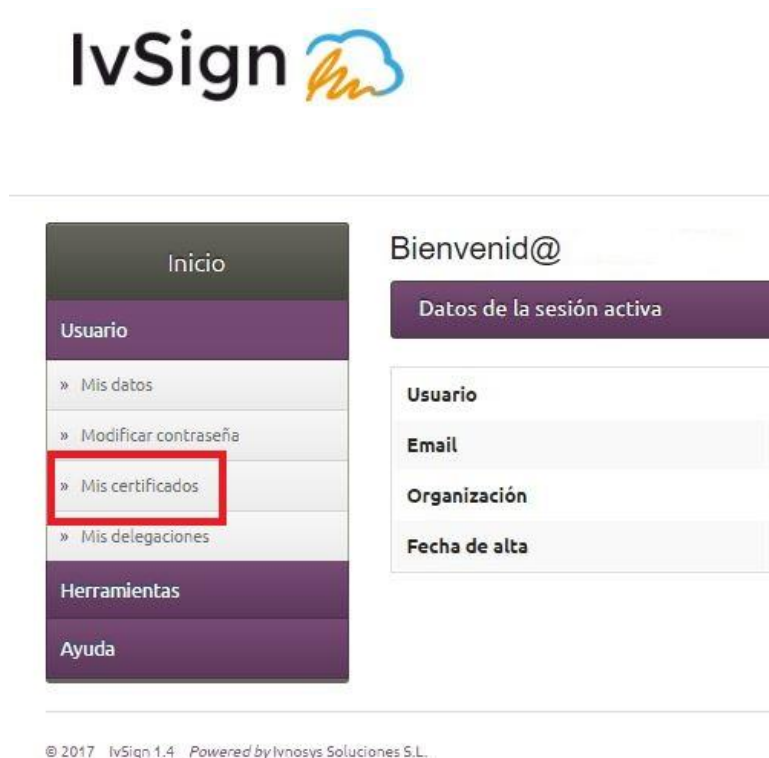 IvSign
Inicio
Usuario
» Mis datos
» Modificar contraseña
» Mis certificados
» Mis delegaciones
Herramientas
Ayuda
Bienvenid@
Datos de la sesión activa
Usuario
Email
Organización
Fecha de alta
© 2017 IvSign 1.4 Powered by Ivnosys Soluciones S.L.